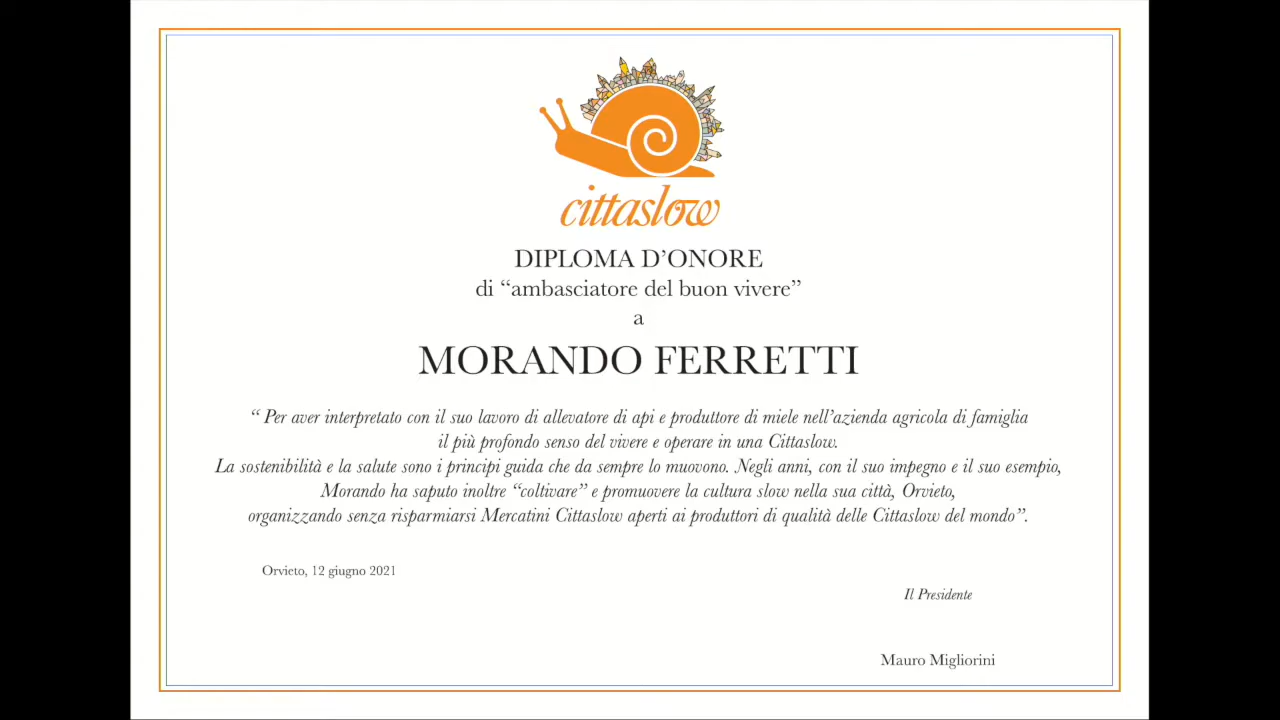 cittaslow
DIPLOMA D’ONORE
di “ambasciatore del buon vivere”
a
MORANDO FERRETTI
“ Per aver interpretato con il suo lavoro di allevatore di api e produttore di miele nell’azienda agricola di famiglia
il più profondo senso del vivere e operare in una Cittaslow.
La sostenibilità e la salute sono i principi guida che da sempre lo muovono. Negli anni, con il suo impegno e il suo esempio,
Morando ha saputo inoltre “coltivare” e promuovere la cultura slow nella sua città, Orvieto,
organizzando senza risparmiarsi Mercatini Cittaslow aperti ai produttori di qualità delle Cittaslow del mondo”.
Orvieto, 12 giugno 2021
Il Presidente
Mauro Migliorini